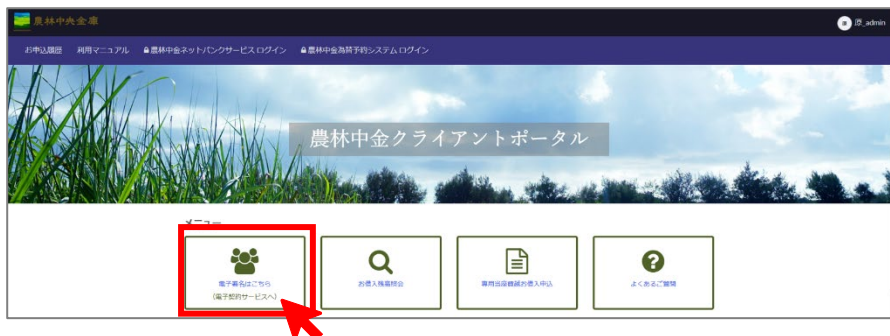 農林中央金庫
原_admin
お申込履歴 利用マニュアル 農林中金ネットバンクサービスログイン 農林中金為替予約システムログイン
農林中金クライアントポータル
メニュー
電子署名はこちら
(電子契約サービスへ)
お借入残高照会
専用当座貸越お借入申込
よくあるご質問